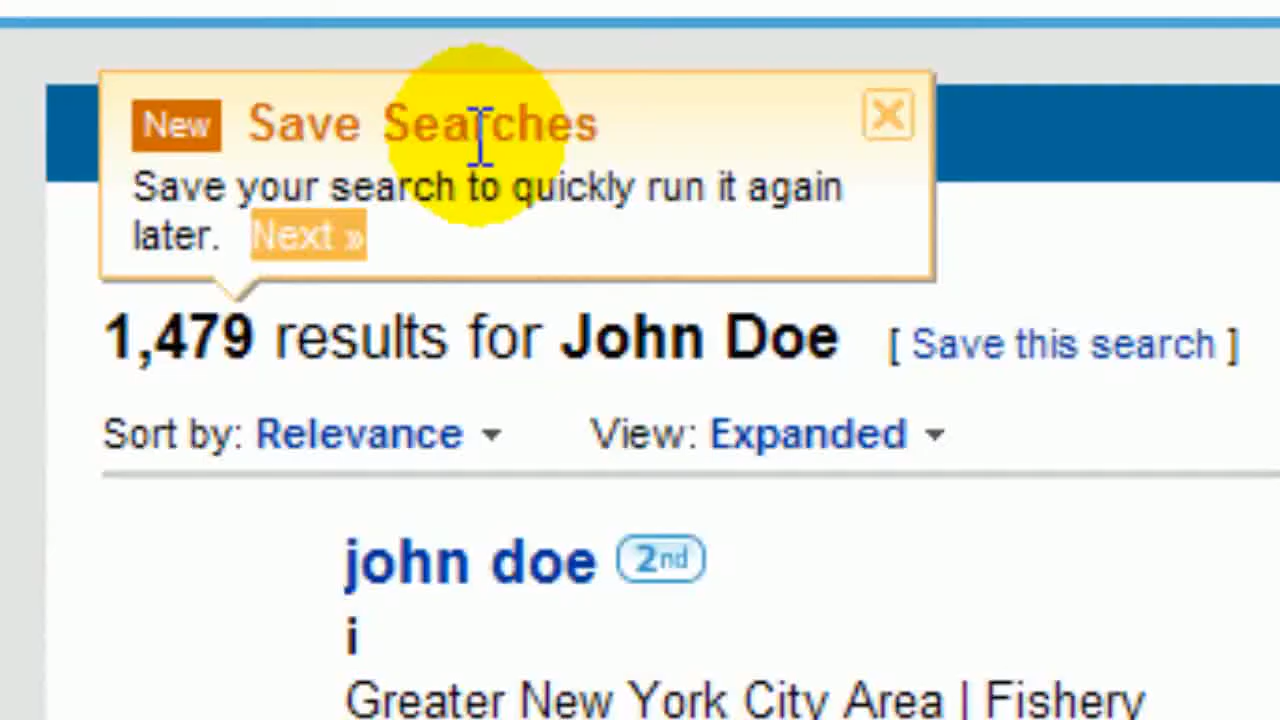 New Save Searches
Save your search to quickly run it again
later. Next »
1,479 results for John Doe [ Save this search ]
Sort by: Relevance View: Expanded
john doe 2nd
i
Greater New York City Area | Fishery